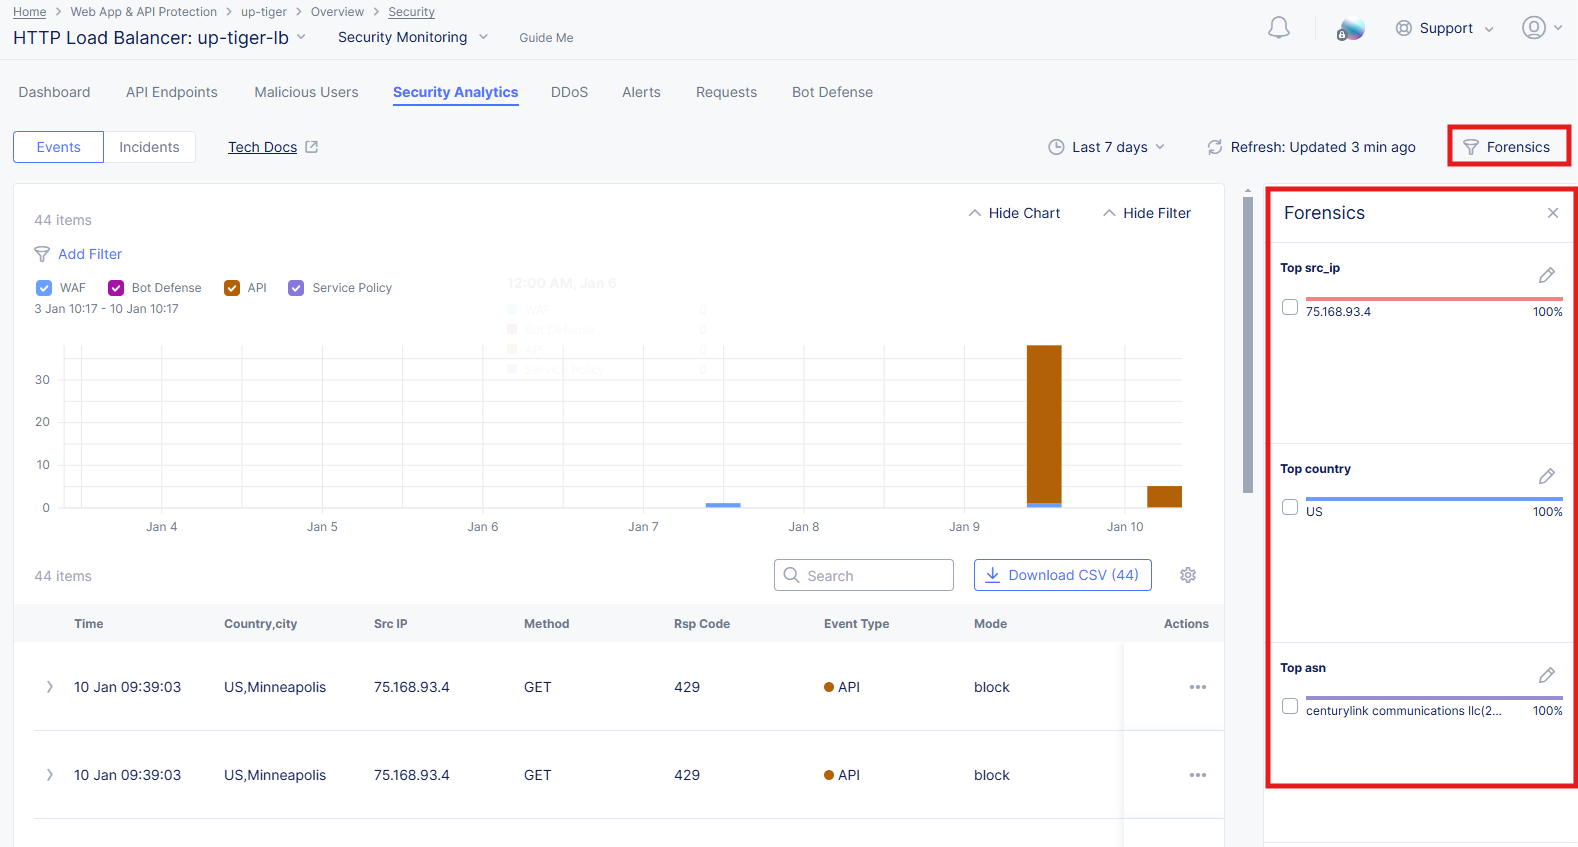 Home > Web App & API Protection > up-tiger > Overview > Security
HTTP Load Balancer: up-tiger-lb
Security Monitoring
Guide Me
Support
Dashboard
API Endpoints
Malicious Users
Security Analytics
DDoS
Alerts
Requests
Bot Defense
Events
Incidents
Tech Docs
Last 7 days
Refresh: Updated 3 min ago
Forensics
44 items
Hide Chart
Hide Filter
Add Filter
WAF
Bot Defense
API
Service Policy
3 Jan 10:17 - 10 Jan 10:17
12:00 AM, Jan 6
WAF 0
Bot Defense 0
API 0
Service Policy 0
30
20
10
0
Jan 4
Jan 5
Jan 6
Jan 7
Jan 8
Jan 9
Jan 10
44 items
Search
Download CSV (44)
Time Country,city Src IP Method Rsp Code Event Type Mode Actions
10 Jan 09:39:03 US,Minneapolis 75.168.93.4 GET 429 API block
10 Jan 09:39:03 US,Minneapolis 75.168.93.4 GET 429 API block
Forensics
Top src_ip
75.168.93.4 100%
Top country
US 100%
Top asn
centurylink communications llc(2... 100%